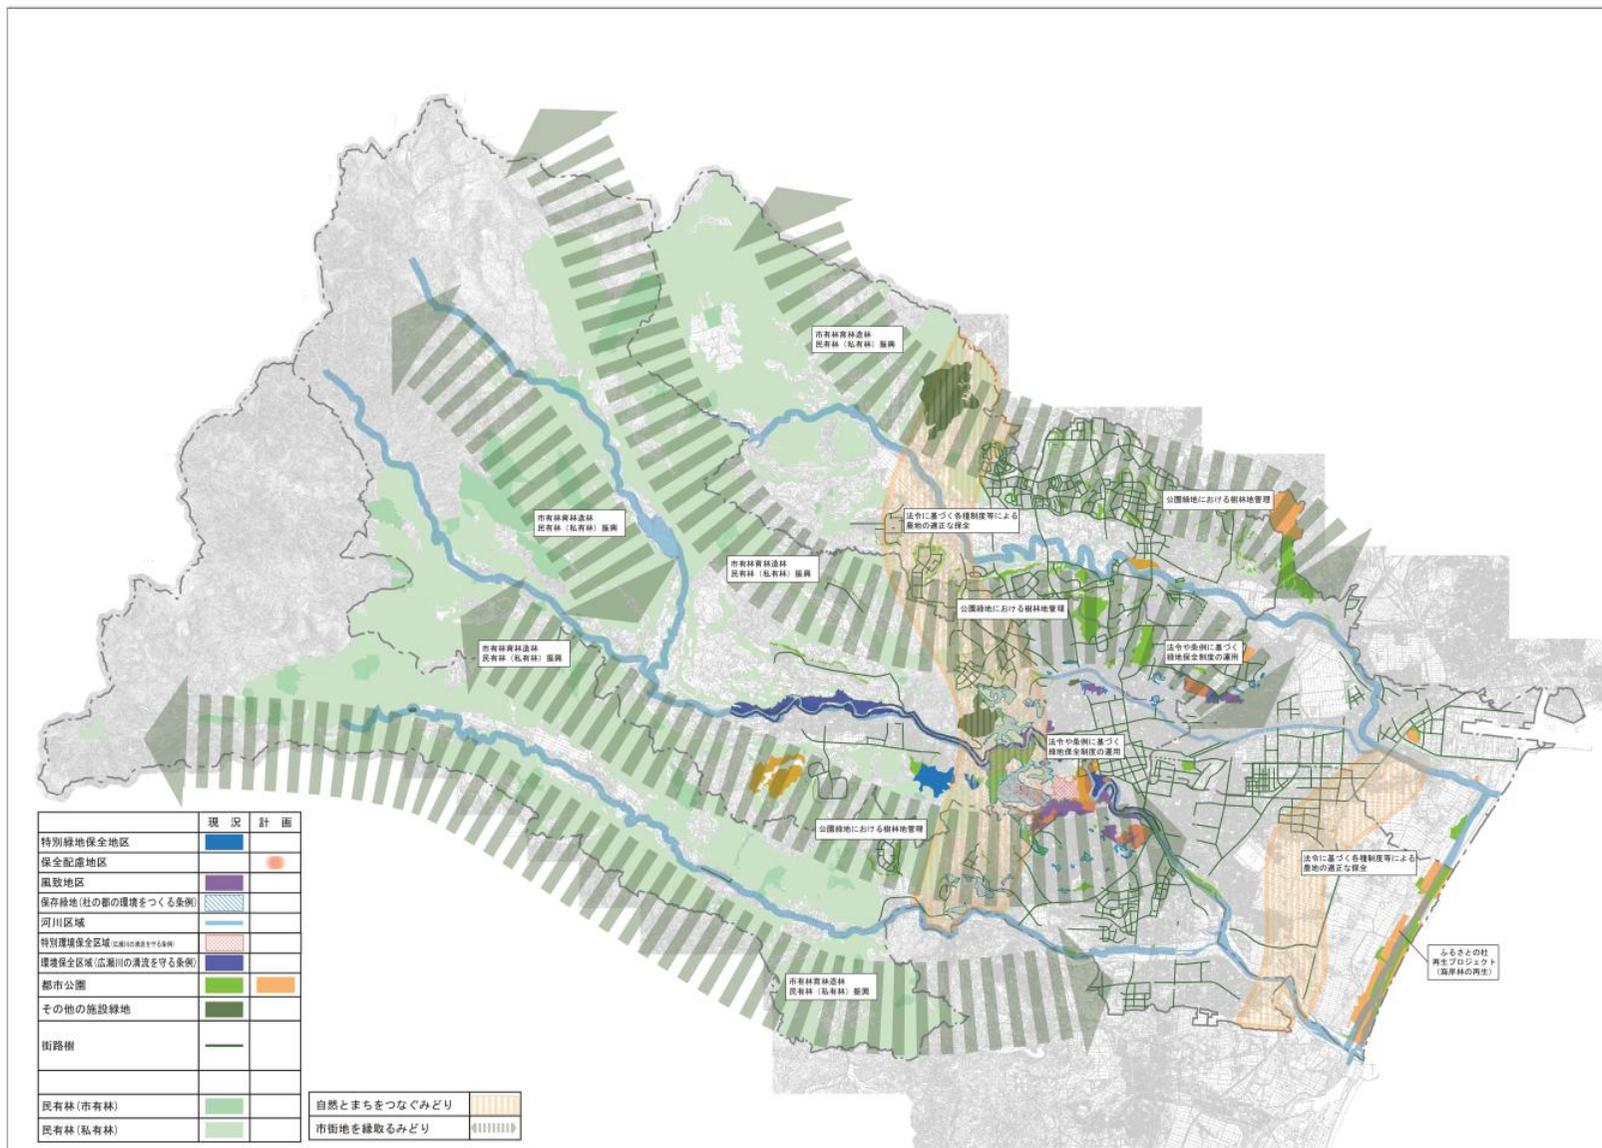 市有林育林造林
民有林（私有林）振興
公園緑地における樹林地管理
法令に基づく各種制度等による
農地の適正な保全
市有林育林造林
民有林（私有林）振興
市有林育林造林
民有林（私有林）振興
公園緑地における樹林地管理
市有林育林造林
民有林（私有林）振興
法令や条例に基づく
緑地保全制度の運用
法令や条例に基づく
緑地保全制度の運用
公園緑地における樹林地管理
法令に基づく各種制度等による
農地の適正な保全
ふるさとの杜
再生プロジェクト
（海岸林の再生）
市有林育林造林
民有林（私有林）振興
現 況 計 画
特別緑地保全地区
保全配慮地区
風致地区
保存緑地(杜の都の環境をつくる条例)
河川区域
特別環境保全区域(広瀬川の清流を守る条例)
環境保全区域(広瀬川の清流を守る条例)
都市公園
その他の施設緑地
街路樹
民有林(市有林)
民有林(私有林)
自然とまちをつなぐみどり
市街地を縁取るみどり